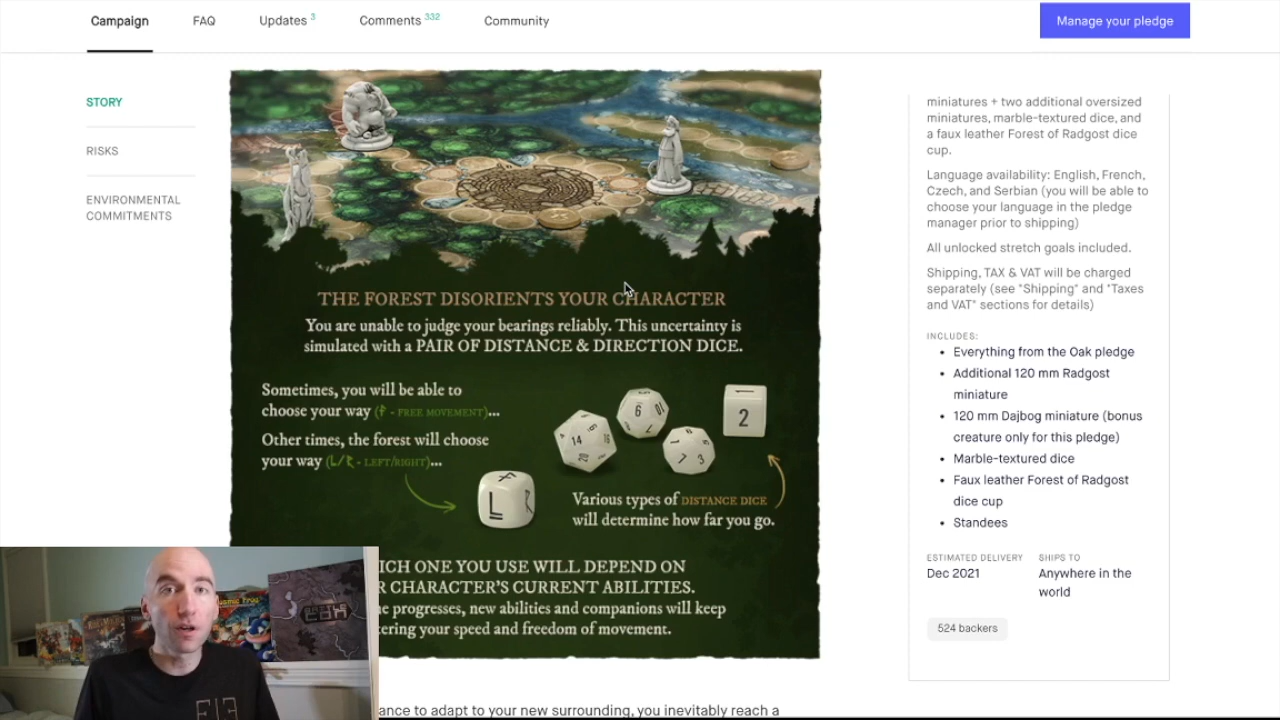 Campaign
FAQ
Updates 3
Comments 332
Community
Manage your pledge
STORY
RISKS
ENVIRONMENTAL
COMMITMENTS
THE FOREST DISORIENTS YOUR CHARACTER
You are unable to judge your bearings reliably. This uncertainty is
simulated with a PAIR OF DISTANCE & DIRECTION DICE.
Sometimes, you will be able to
choose your way (ᚠ - FREE MOVEMENT)...
Other times, the forest will choose
your way (L/ - LEFT/RIGHT)...
14
9
10
7
1
7
3
2
L
Various types of DISTANCE DICE
will determine how far you go.
ICH ONE YOU USE WILL DEPEND ON
R CHARACTER'S CURRENT ABILITIES.
e progresses, new abilities and companions will keep
tering your speed and freedom of movement.
ance to adapt to your new surrounding, you inevitably reach a
miniatures + two additional oversized
miniatures, marble-textured dice, and
a faux leather Forest of Radgost dice
cup.
Language availability: English, French,
Czech, and Serbian (you will be able to
choose your language in the pledge
manager prior to shipping)
All unlocked stretch goals included.
Shipping, TAX & VAT will be charged
separately (see "Shipping" and "Taxes
and VAT" sections for details)
INCLUDES:
• Everything from the Oak pledge
• Additional 120 mm Radgost
miniature
• 120 mm Dajbog miniature (bonus
creature only for this pledge)
• Marble-textured dice
• Faux leather Forest of Radgost
dice cup
• Standees
ESTIMATED DELIVERY
Dec 2021
SHIPS TO
Anywhere in the
world
524 backers